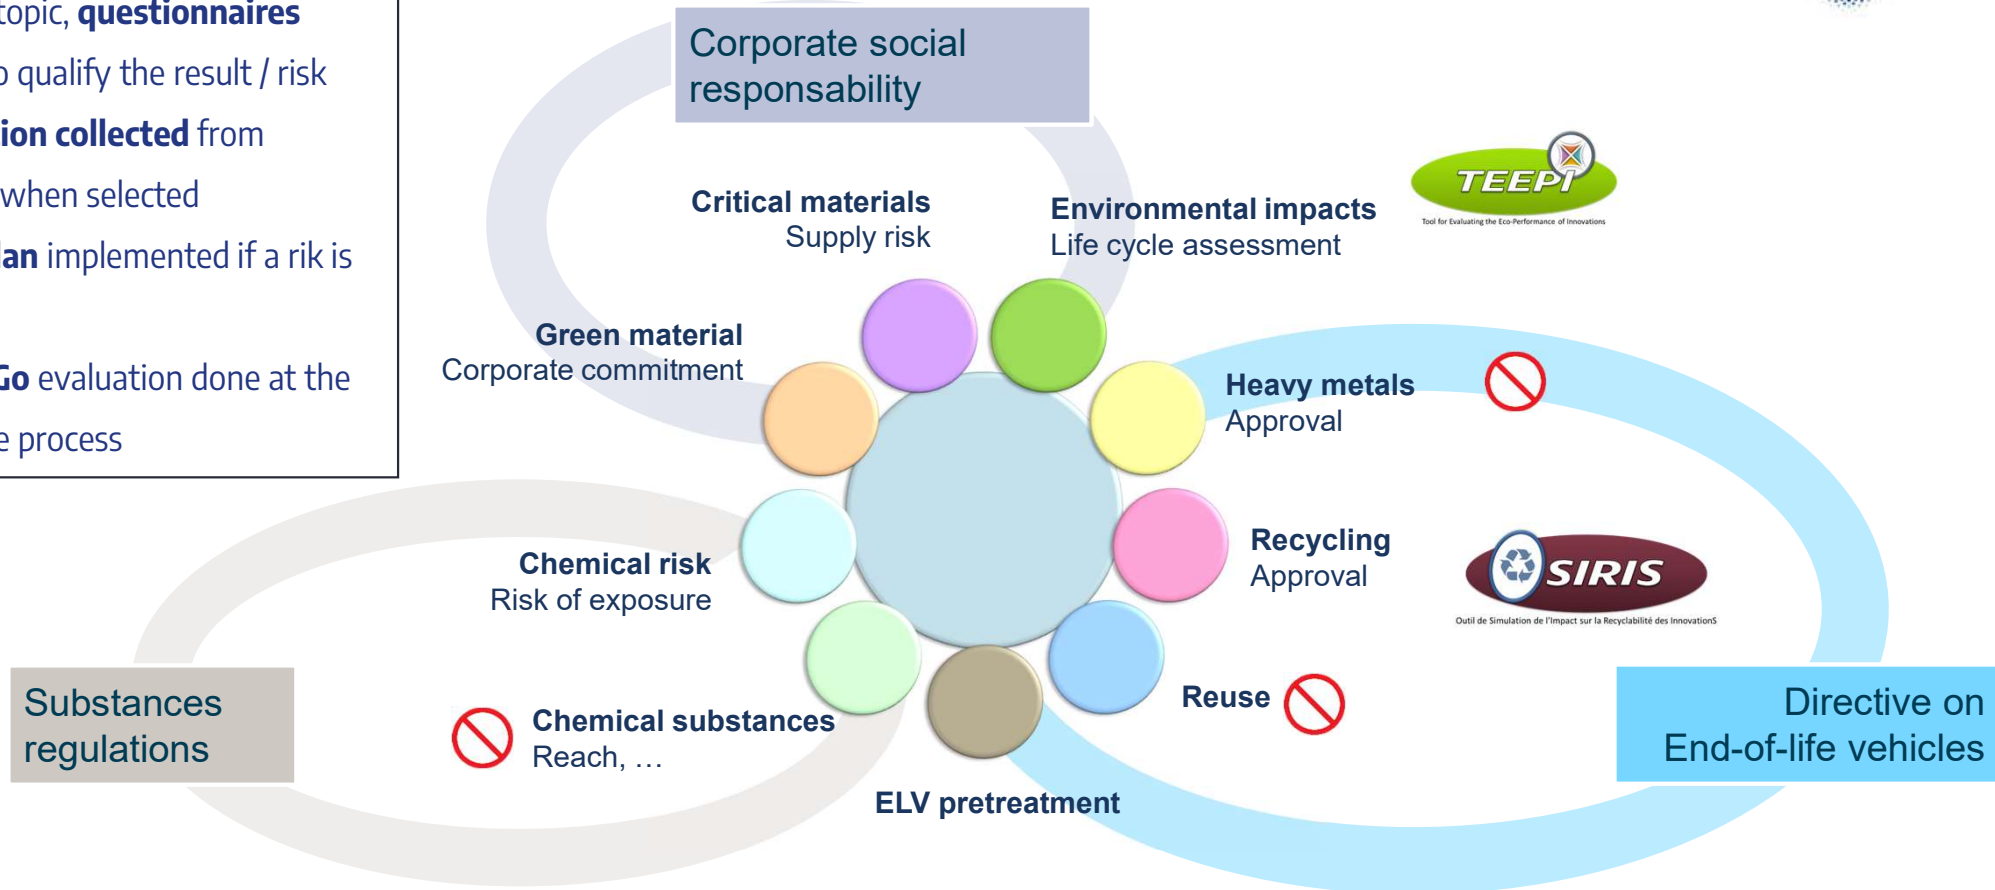 topic, questionnaires
o qualify the result / risk
ion collected from
when selected
lan implemented if a rik is
Go evaluation done at the
e process
Corporate social
responsability
Critical materials
Supply risk
Environmental impacts
Life cycle assessment
TEEPI
Tool for Evaluating the Eco-Performance of Innovations
Green material
Corporate commitment
Heavy metals
Approval
Chemical risk
Risk of exposure
Recycling
Approval
SIRIS
Outil de Simulation de l'Impact sur la Recyclabilité des InnovationS
Substances
regulations
Chemical substances
Reach, …
Reuse
Directive on
End-of-life vehicles
ELV pretreatment